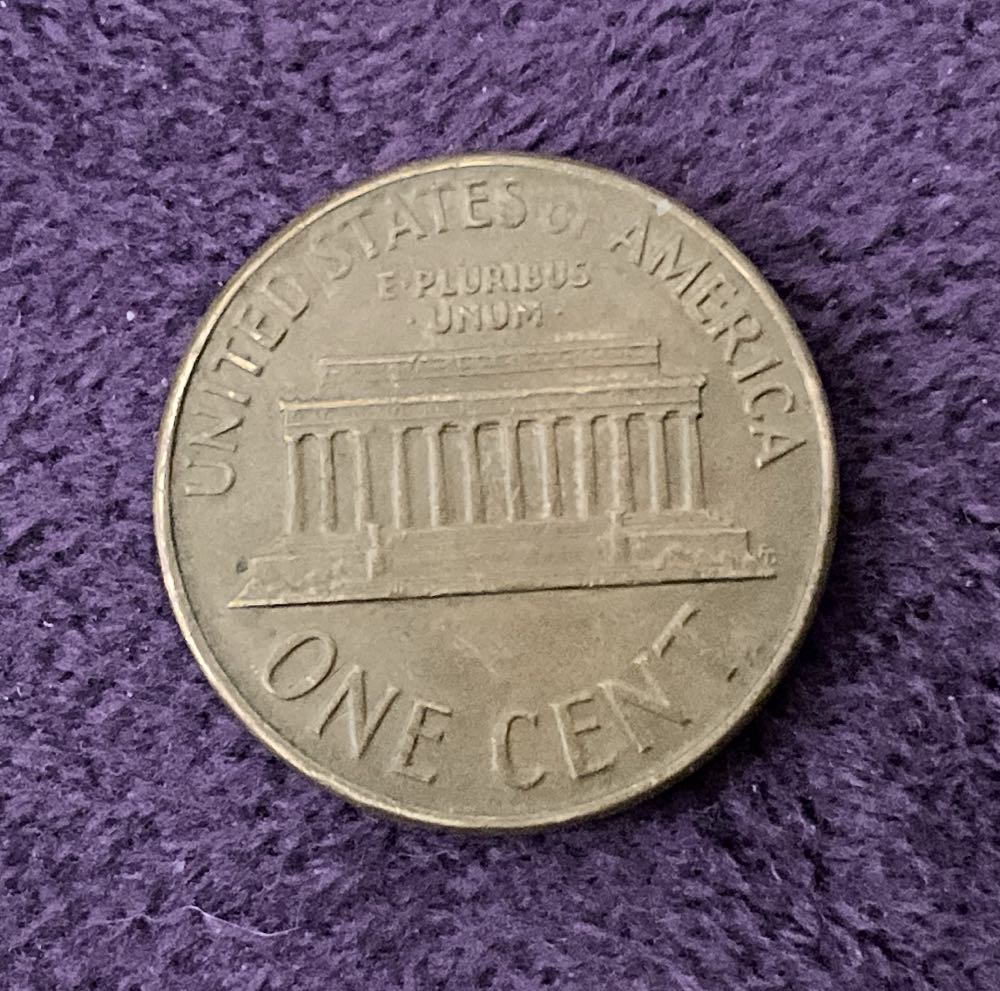 UNITED STATES OF AMERICA
E·PLURIBUS
·UNUM·
ONE CENT